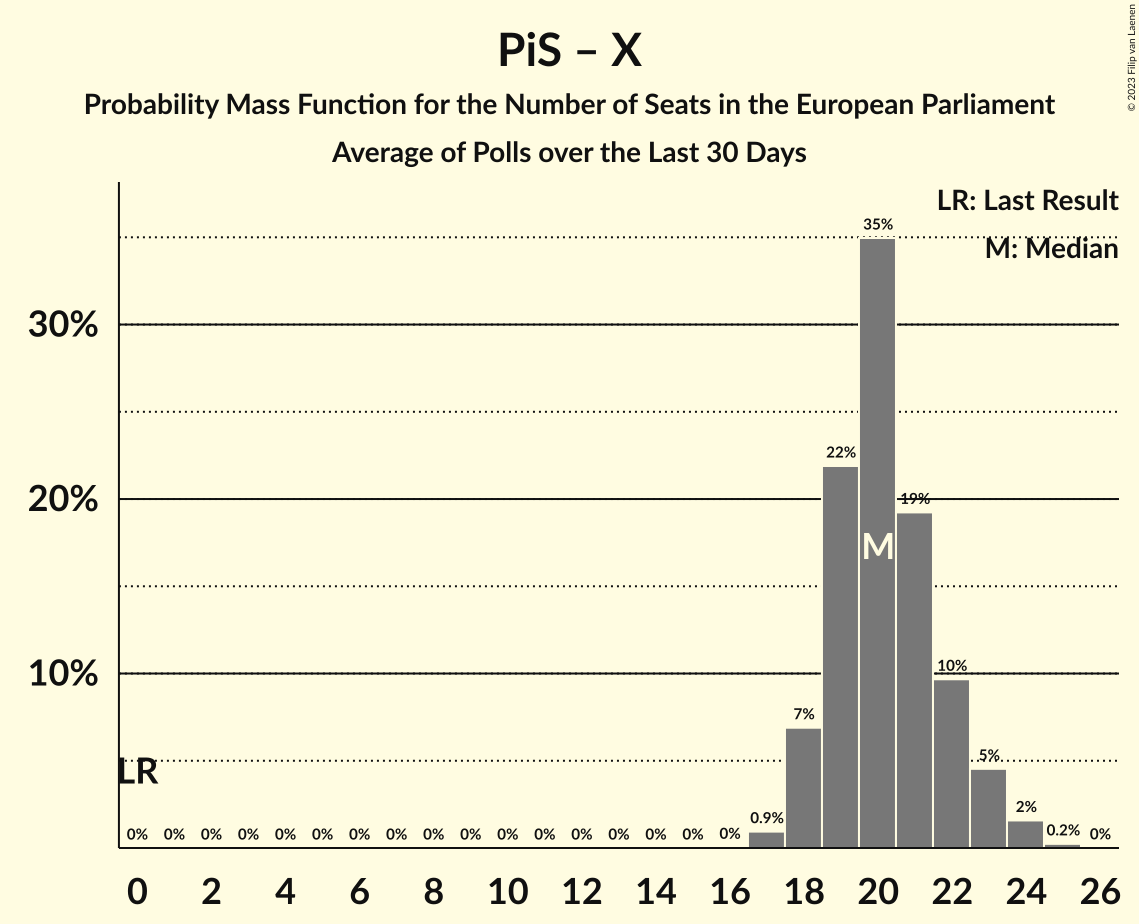 PiS – X
Probability Mass Function for the Number of Seats in the European Parliament
Average of Polls over the Last 30 Days
© 2023 Filip van Laenen
LR: Last Result
M: Median
35%
30%
22%
20%
19%
M
10%
10%
7%
5%
LR
2%
0% 0% 0% 0% 0% 0% 0% 0% 0% 0% 0% 0% 0% 0% 0% 0% 0% 0.9% 0.2% 0%
0 2 4 6 8 10 12 14 16 18 20 22 24 26